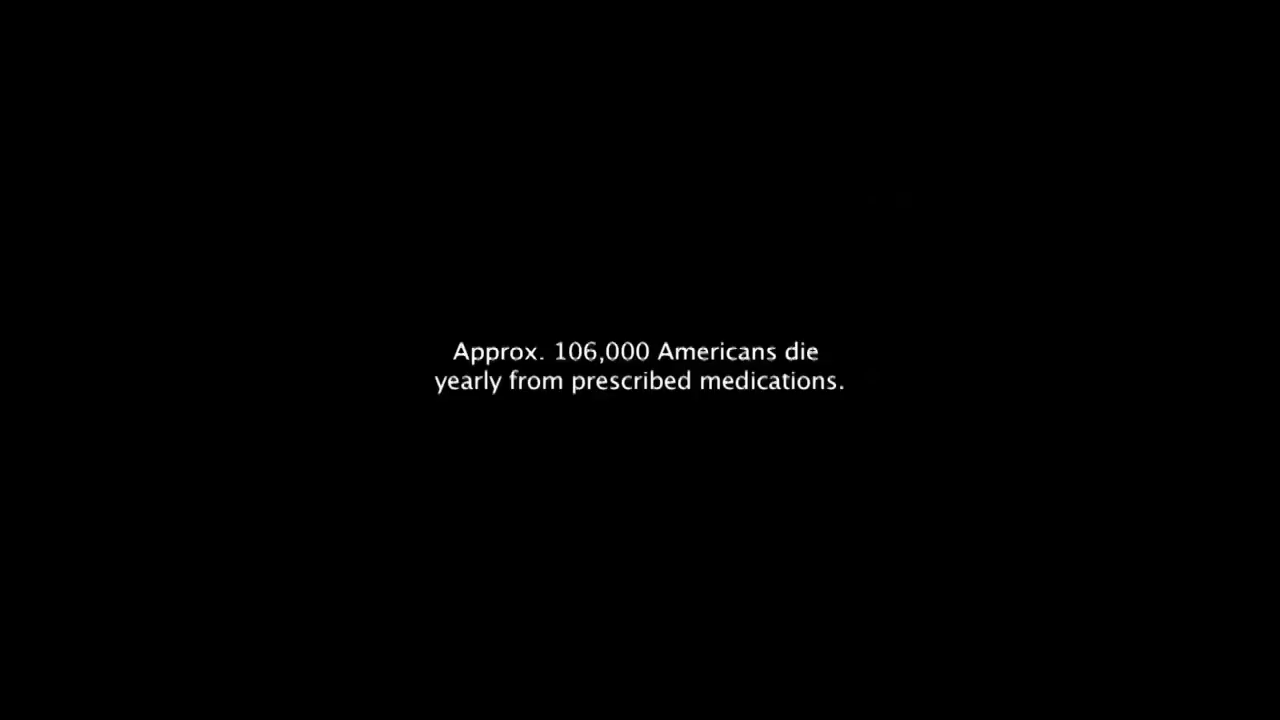 Approx. 106,000 Americans die
yearly from prescribed medications.